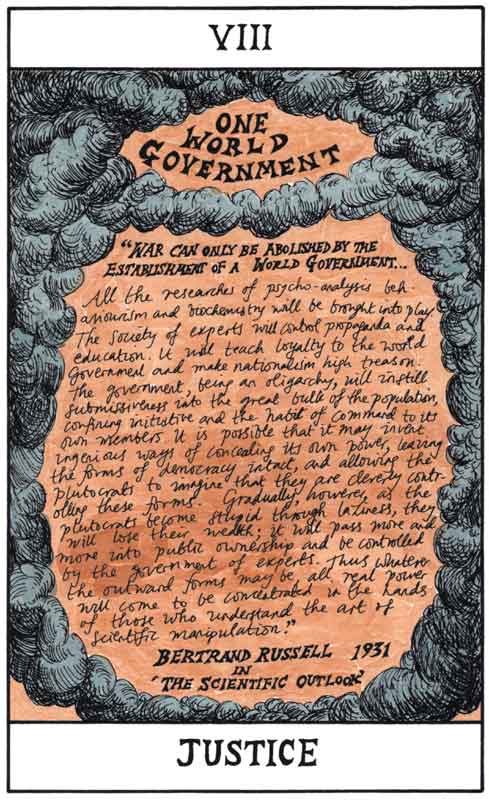 VIII
ONE
WORLD
GOVERNMENT
"WAR CAN ONLY BE ABOLISHED BY THE
ESTABLISHMENT OF A WORLD GOVERNMENT...
All the researches of psycho-analysis beh-
aviourism and biochemistry will be brought into play.
The society of experts will control propaganda and
education. It will teach loyalty to the world
Government and make nationalism high treason.
The government, being an oligarchy, will instill
submissiveness into the great bulk of the population,
confining initiative and the habit of command to its
own members. It is possible that it may invent
ingenious ways of concealing its own power, leaving
the forms of democracy intact, and allowing the
plutocrats to imagine that they are cleverly contr-
olling these forms. Gradually, however, as the
plutocrats become stupid through laziness, they
will lose their wealth; it will pass more and
more into public ownership and be controlled
by the government of experts. Thus whatever
the outward forms may be, all real power
will come to be concentrated in the hands
of those who understand the art of
scientific manipulation."
BERTRAND RUSSELL 1931
IN
'THE SCIENTIFIC OUTLOOK'
JUSTICE